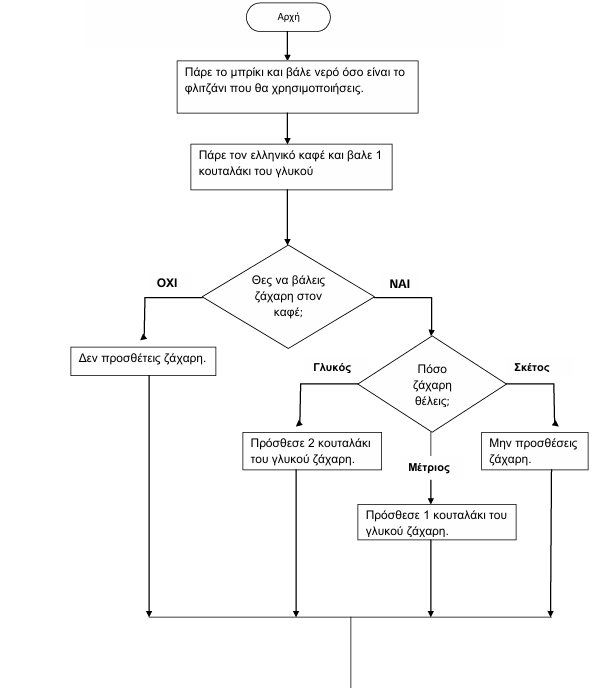 Αρχή
Πάρε το μπρίκι και βάλε νερό όσο είναι το
φλιτζάνι που θα χρησιμοποιήσεις.
Πάρε τον ελληνικό καφέ και βαλε 1
κουταλάκι του γλυκού
Θες να βάλεις
ζάχαρη στον
καφέ;
ΟΧΙ
ΝΑΙ
Δεν προσθέτεις ζάχαρη.
Πόσο
ζάχαρη
θέλεις;
Γλυκός
Σκέτος
Πρόσθεσε 2 κουταλάκι
του γλυκού ζάχαρη.
Μην προσθέσεις
ζάχαρη.
Μέτριος
Πρόσθεσε 1 κουταλάκι του
γλυκού ζάχαρη.